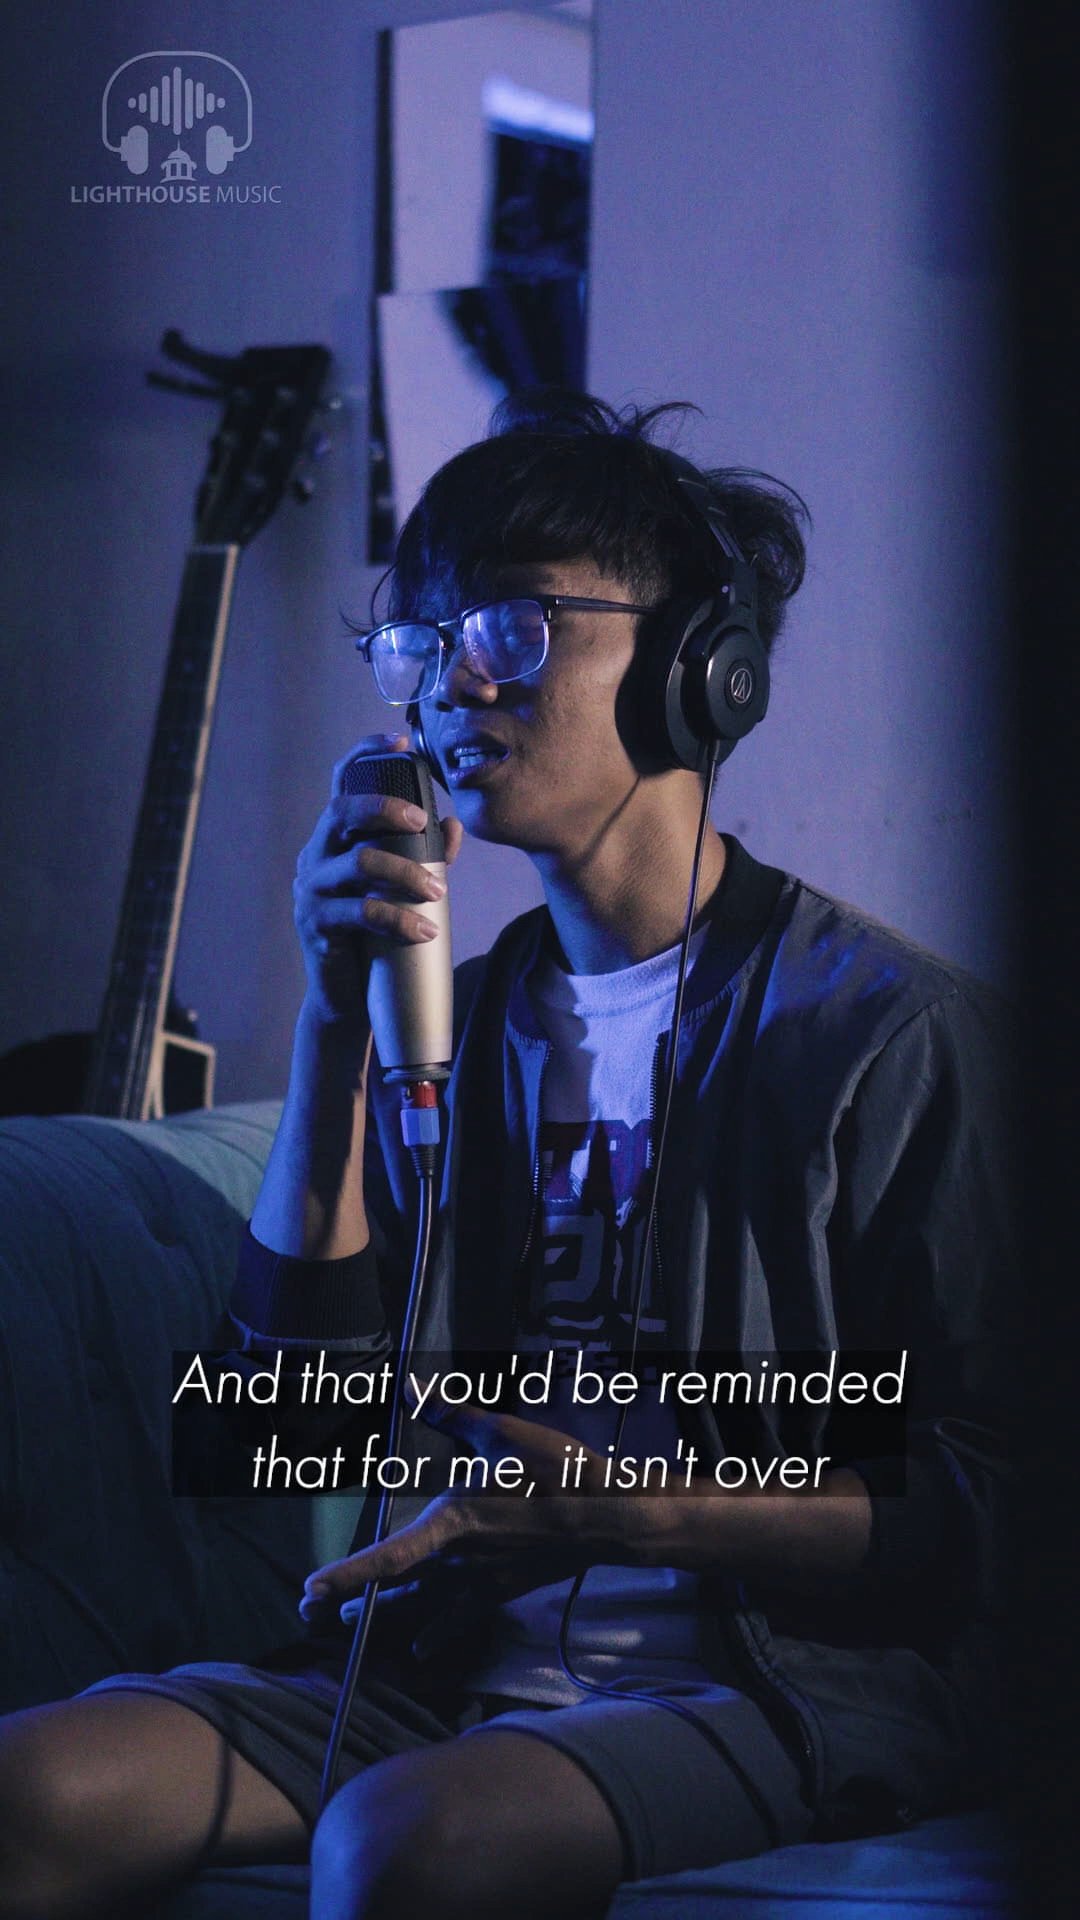 LIGHTHOUSE MUSIC
And that you'd be reminded
that for me, it isn't over